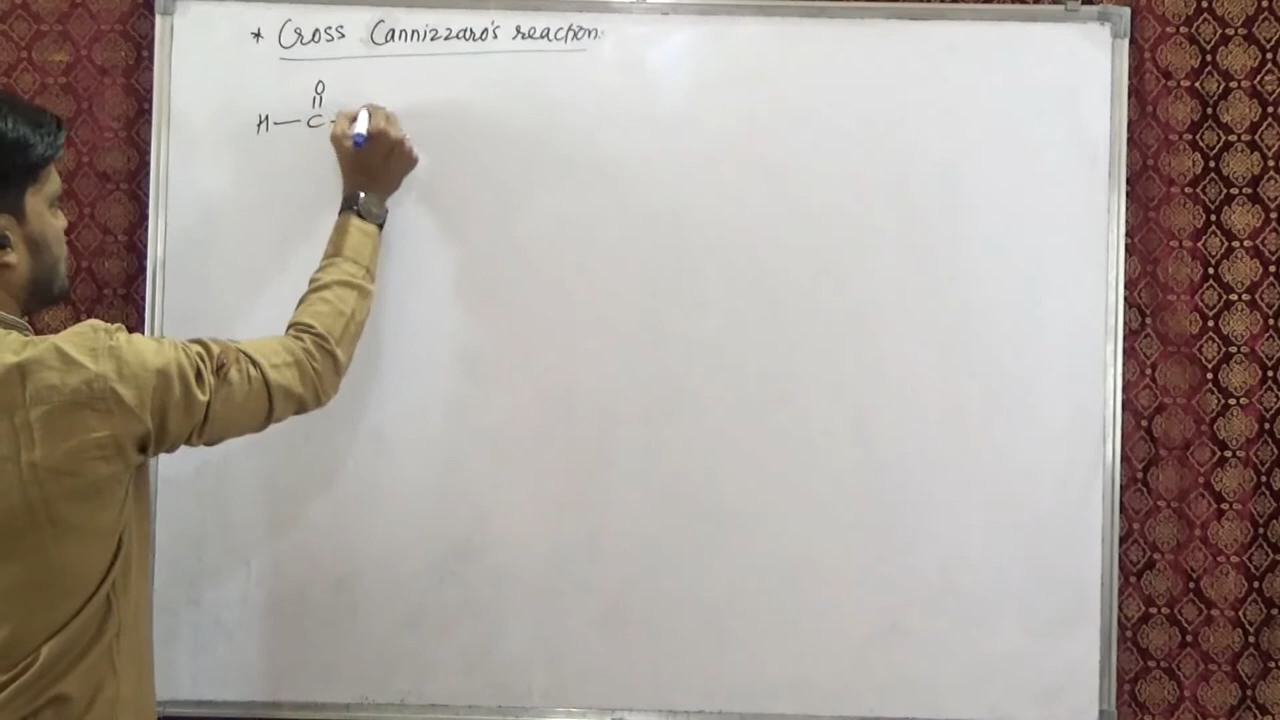 * Cross Cannizzaro's reaction.
O
||
H — C -